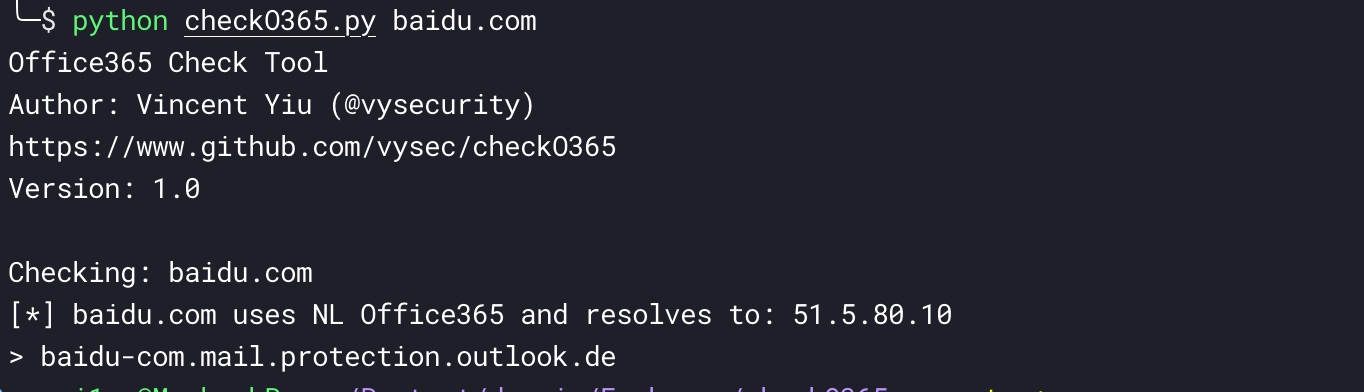 └─$ python checkO365.py baidu.com
Office365 Check Tool
Author: Vincent Yiu (@vysecurity)
https://www.github.com/vysec/checkO365
Version: 1.0
Checking: baidu.com
[*] baidu.com uses NL Office365 and resolves to: 51.5.80.10
> baidu-com.mail.protection.outlook.de